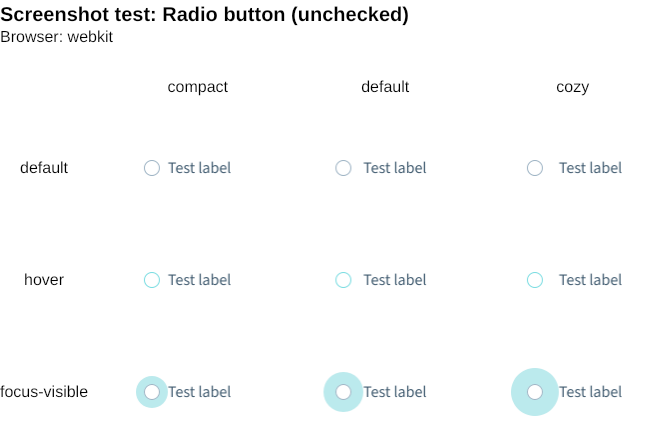 Screenshot test: Radio button (unchecked)
Browser: webkit
compact default cozy
default Test label Test label Test label
hover Test label Test label Test label
focus-visible Test label Test label Test label